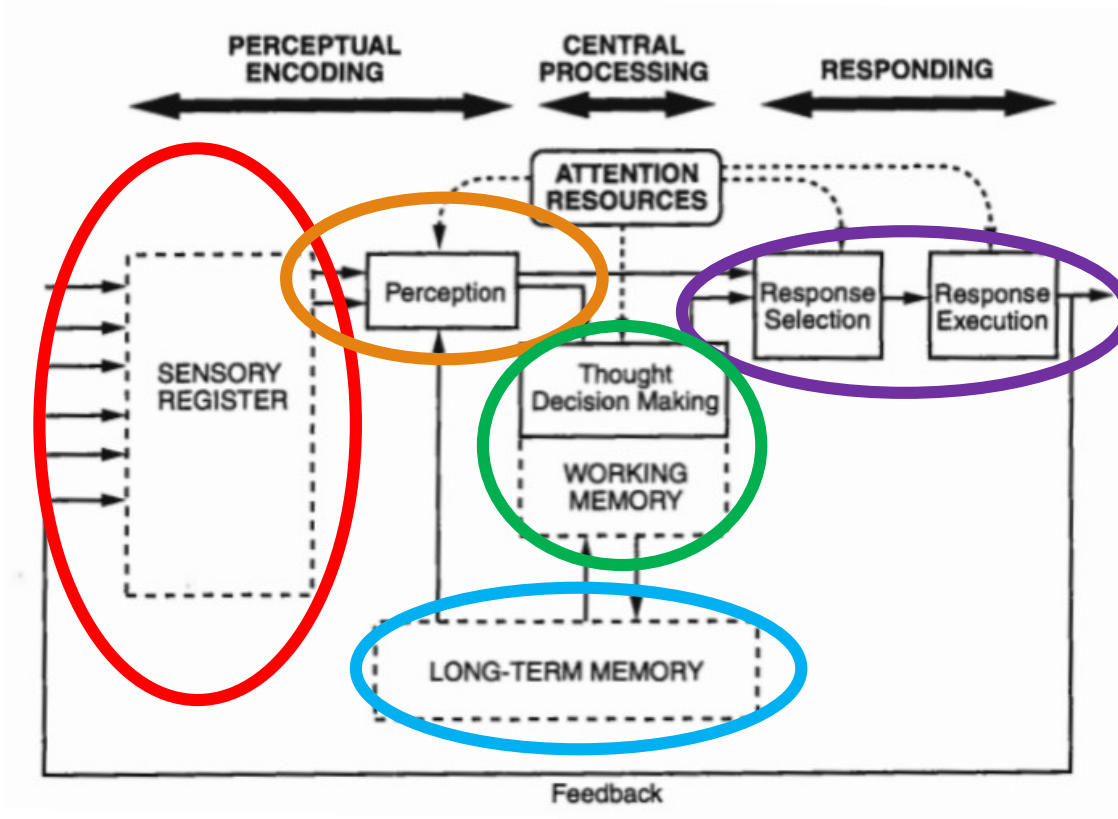 PERCEPTUAL
ENCODING
CENTRAL
PROCESSING
RESPONDING
ATTENTION
RESOURCES
Perception
Response
Selection
Response
Execution
SENSORY
REGISTER
Thought
Decision Making
WORKING
MEMORY
LONG-TERM MEMORY
Feedback